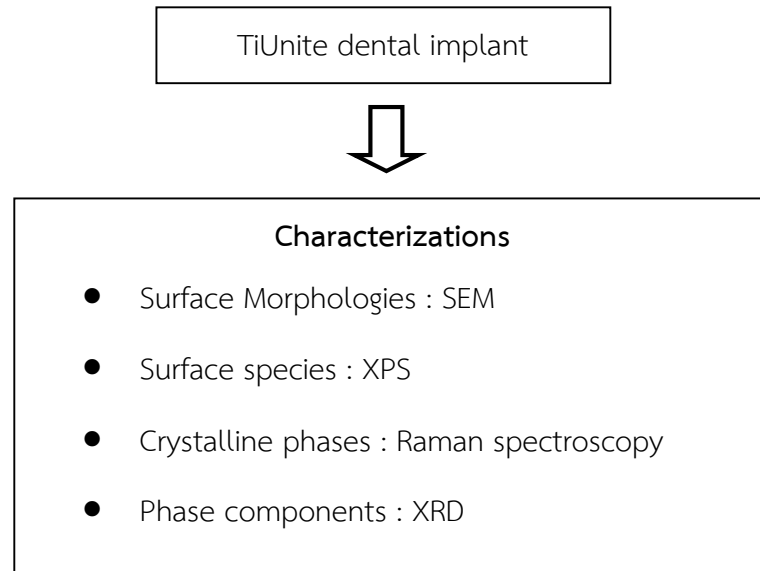 TiUnite dental implant
Characterizations
● Surface Morphologies : SEM
● Surface species : XPS
● Crystalline phases : Raman spectroscopy
● Phase components : XRD